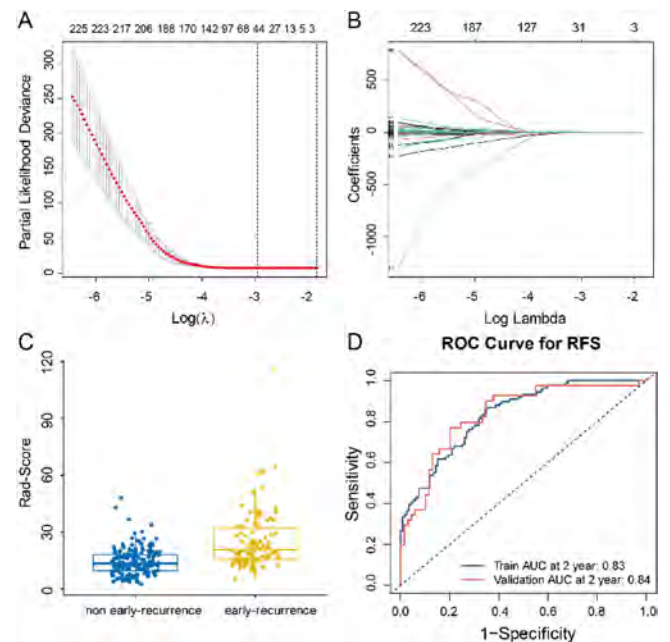 A
225 223 217 206 188 170 142 97 68 44 27 13 5 3
Partial Likelihood Deviance
300
250
200
150
100
50
0
-6 -5 -4 -3 -2
Log(λ)
B
223 187 127 31 3
Coefficients
500
0
-500
-1000
-6 -5 -4 -3 -2
Log Lambda
C
Rad-Score
120
90
60
30
0
non early-recurrence early-recurrence
D
ROC Curve for RFS
Sensitivity
1.0
0.8
0.6
0.4
0.2
0.0
Train AUC at 2 year: 0.83
Validation AUC at 2 year: 0.84
0.0 0.2 0.4 0.6 0.8 1.0
1-Specificity